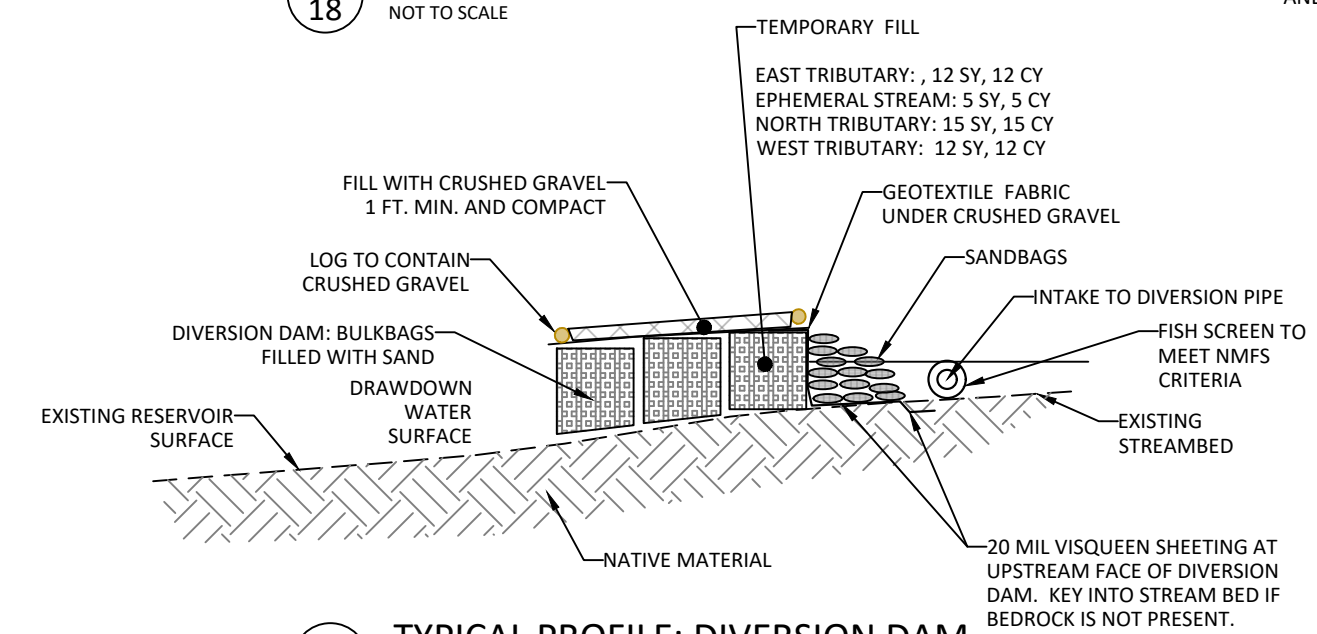 18
NOT TO SCALE
TEMPORARY FILL
EAST TRIBUTARY: , 12 SY, 12 CY
EPHEMERAL STREAM: 5 SY, 5 CY
NORTH TRIBUTARY: 15 SY, 15 CY
WEST TRIBUTARY: 12 SY, 12 CY
FILL WITH CRUSHED GRAVEL
1 FT. MIN. AND COMPACT
GEOTEXTILE FABRIC
UNDER CRUSHED GRAVEL
LOG TO CONTAIN
CRUSHED GRAVEL
SANDBAGS
INTAKE TO DIVERSION PIPE
DIVERSION DAM: BULKBAGS
FILLED WITH SAND
FISH SCREEN TO
MEET NMFS
CRITERIA
DRAWDOWN
WATER
SURFACE
EXISTING RESERVOIR
SURFACE
EXISTING
STREAMBED
NATIVE MATERIAL
20 MIL VISQUEEN SHEETING AT
UPSTREAM FACE OF DIVERSION
DAM. KEY INTO STREAM BED IF
BEDROCK IS NOT PRESENT.
TYPICAL PROFILE: DIVERSION DAM